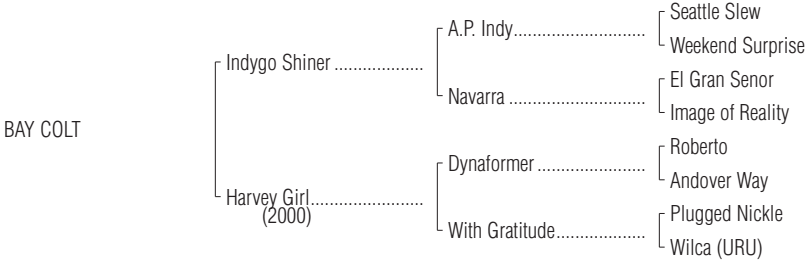 Seattle Slew
A.P. Indy..............................
Weekend Surprise
Indygo Shiner ....................
El Gran Senor
Navarra ...............................
Image of Reality
BAY COLT
Roberto
Dynaformer ........................
Andover Way
Harvey Girl.........................
(2000)
Plugged Nickle
With Gratitude....................
Wilca (URU)